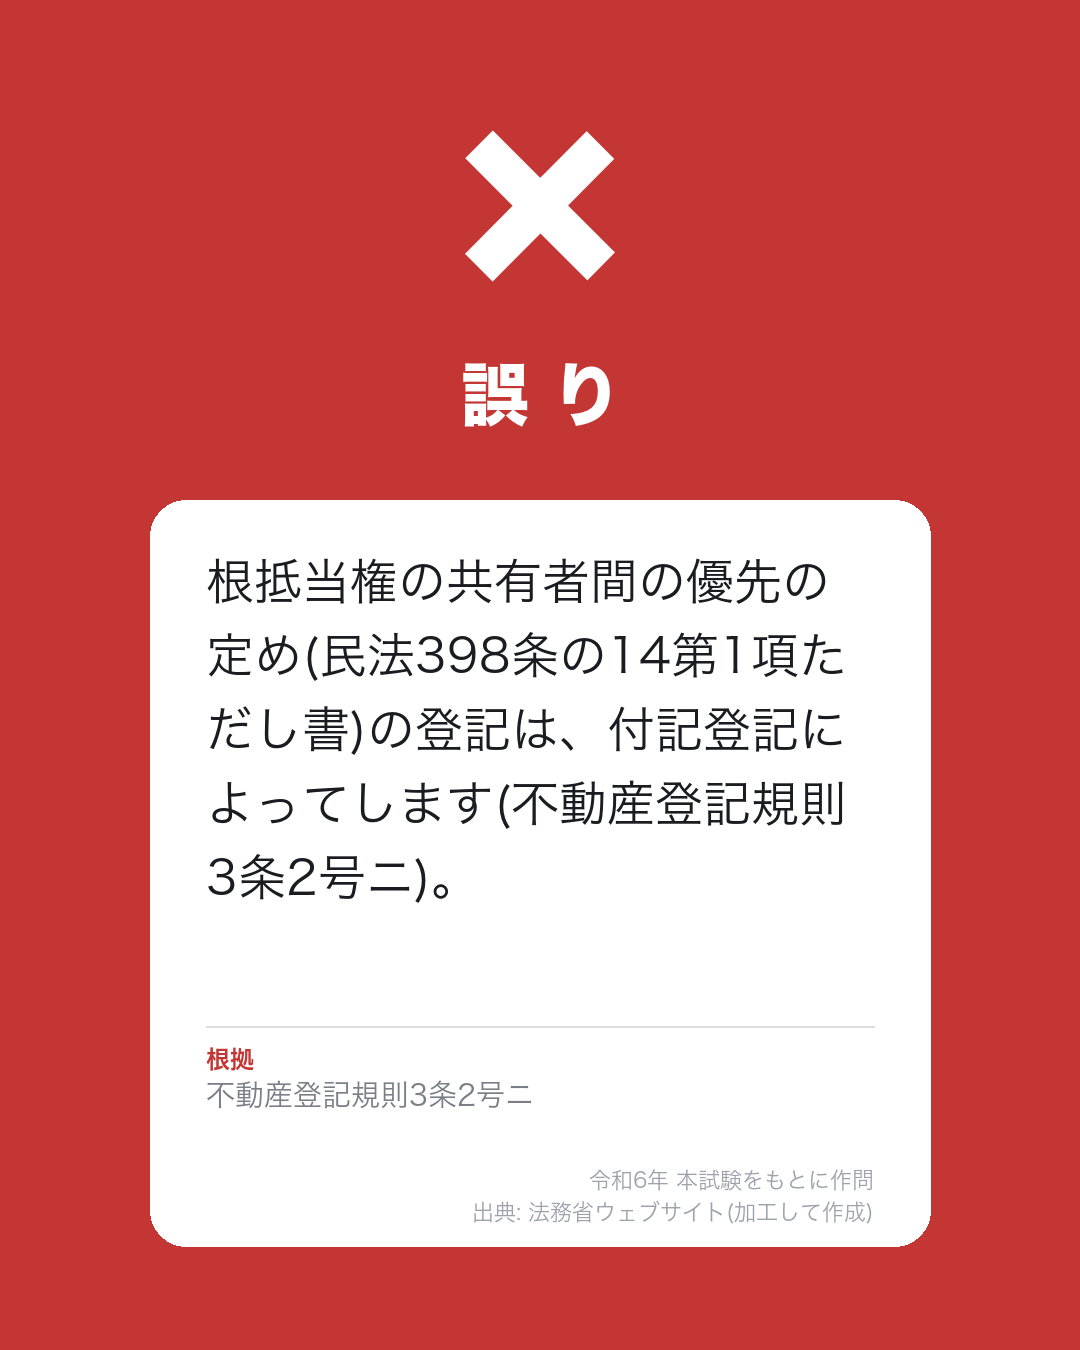 誤り
根抵当権の共有者間の優先の
定め(民法398条の14第1項た
だし書)の登記は、付記登記に
よってします(不動産登記規則
3条2号ニ)。
根拠
不動産登記規則3条2号ニ
令和6年 本試験をもとに作問
出典: 法務省ウェブサイト(加工して作成)